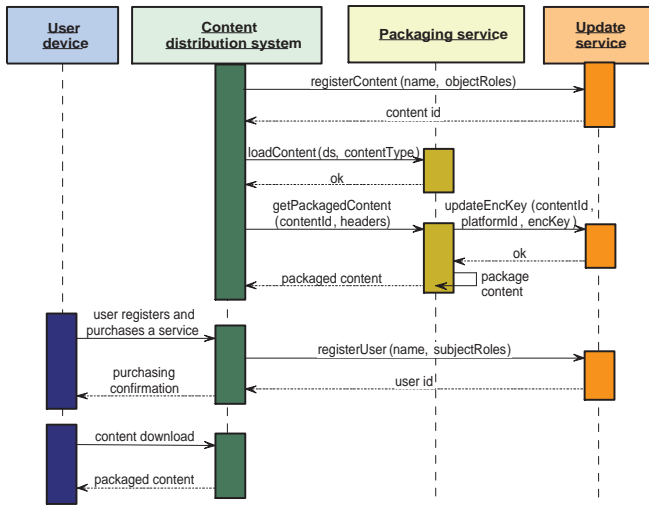 User
device
Content
distribution system
Packaging service
Update
service
registerContent (name, objectRoles)
content id
loadContent (ds, contentType)
ok
getPackagedContent
(contentId, headers)
updateEncKey (contentId,
platformId, encKey)
ok
packaged content
package
content
user registers and
purchases a service
registerUser (name, subjectRoles)
purchasing
confirmation
user id
content download
packaged content